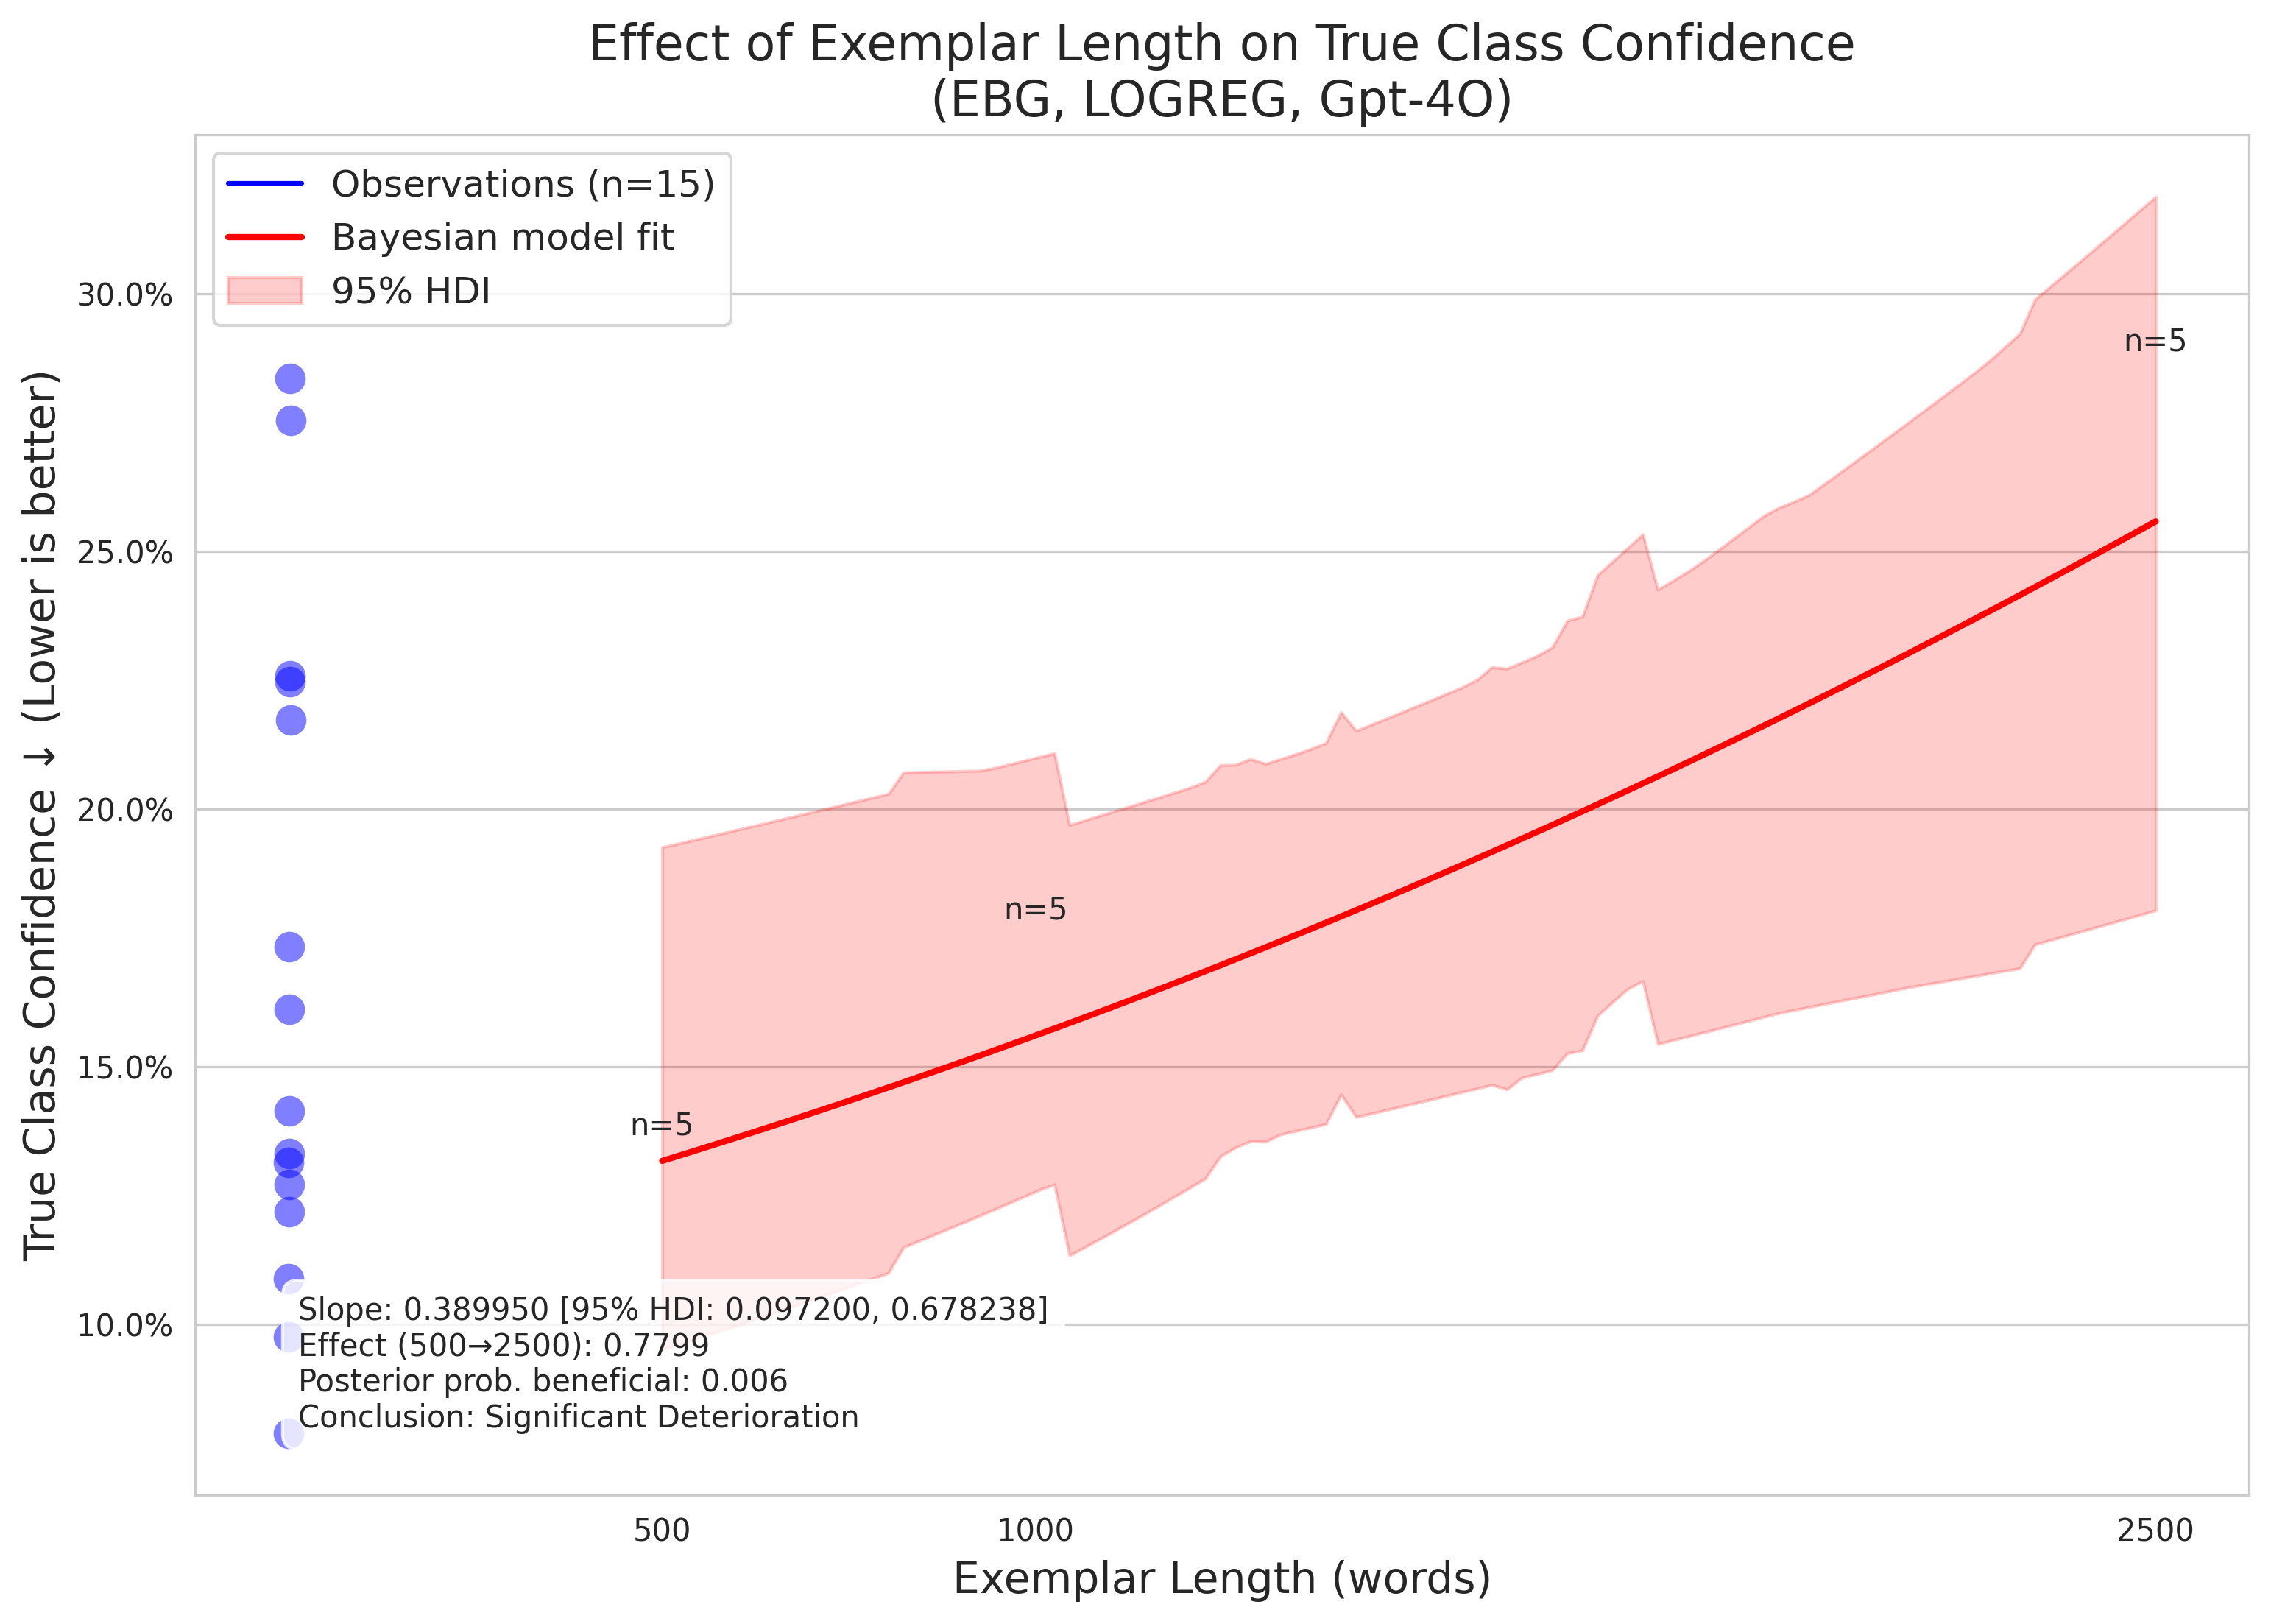 Effect of Exemplar Length on True Class Confidence
(EBG, LOGREG, Gpt-4O)
Observations (n=15)
Bayesian model fit
95% HDI
True Class Confidence ↓ (Lower is better)
30.0%
25.0%
20.0%
15.0%
10.0%
n=5
n=5
n=5
Slope: 0.389950 [95% HDI: 0.097200, 0.678238]
Effect (500→2500): 0.7799
Posterior prob. beneficial: 0.006
Conclusion: Significant Deterioration
500
1000
2500
Exemplar Length (words)